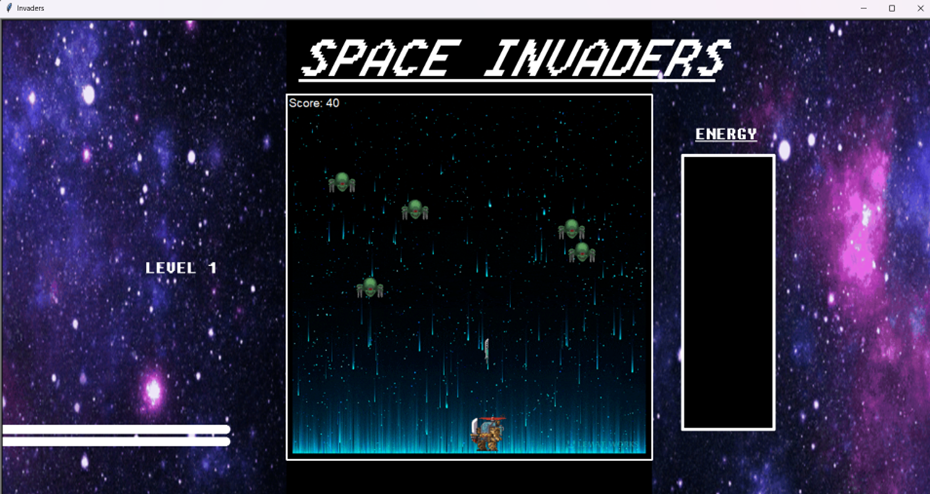 Invaders
SPACE INVADERS
Score: 40
ENERGY
LEVEL 1